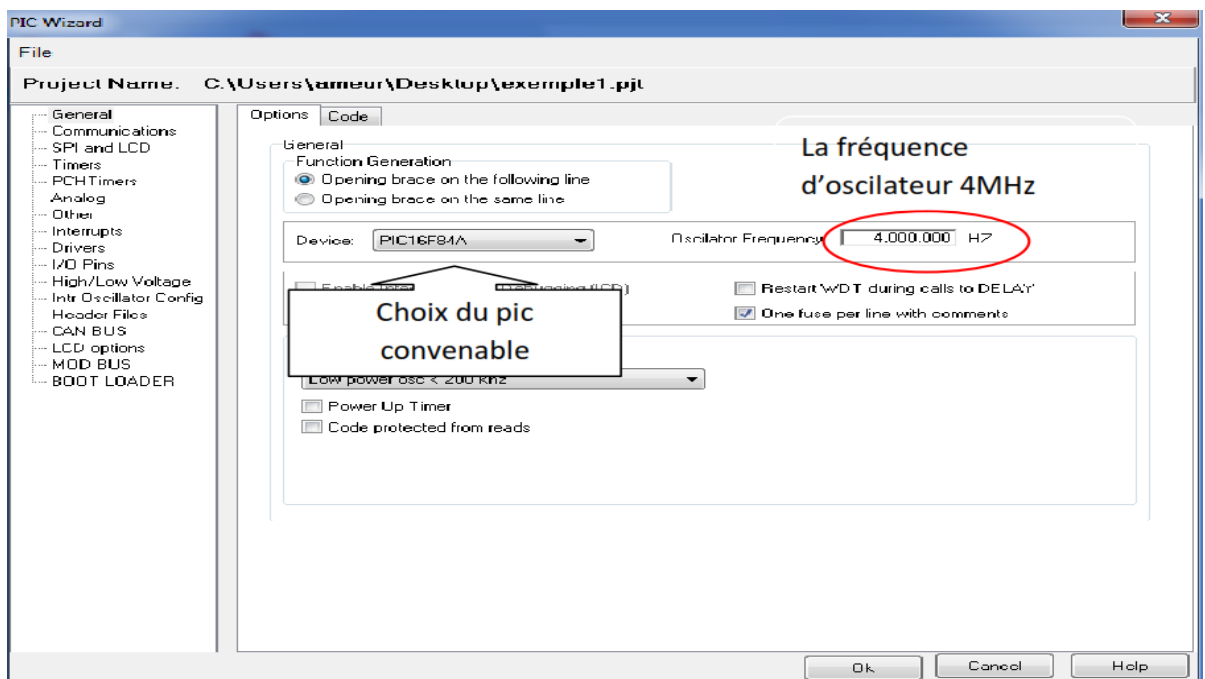 PIC Wizard
File
Project Name: C:\Users\ameur\Desktop\exemple1.pjt
General
Communications
SPI and LCD
Timers
PCH Timers
Analog
Other
Interrupts
Drivers
I/O Pins
High/Low Voltage
Intr Oscillator Config
Header Files
CAN BUS
LCD options
MOD BUS
BOOT LOADER
Options Code
General
Function Generation
Opening brace on the following line
Opening brace on the same line
La fréquence
d'oscilateur 4MHz
Device: PIC16F84A
Oscilator Frequency 4,000,000 HZ
Debugging (ICD)
Restart WDT during calls to DELAY
One fuse per line with comments
Choix du pic
convenable
Low power osc < 200 khz
Power Up Timer
Code protected from reads
Ok Cancel Help